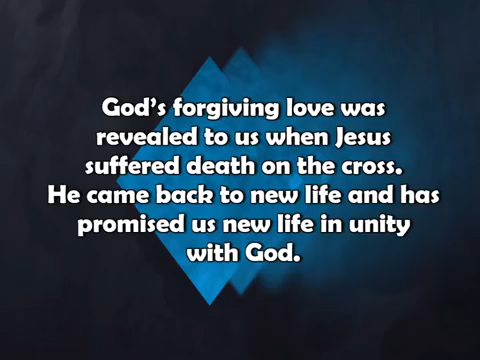 God's forgiving love was
revealed to us when Jesus
suffered death on the cross.
He came back to new life and has
promised us new life in unity
with God.